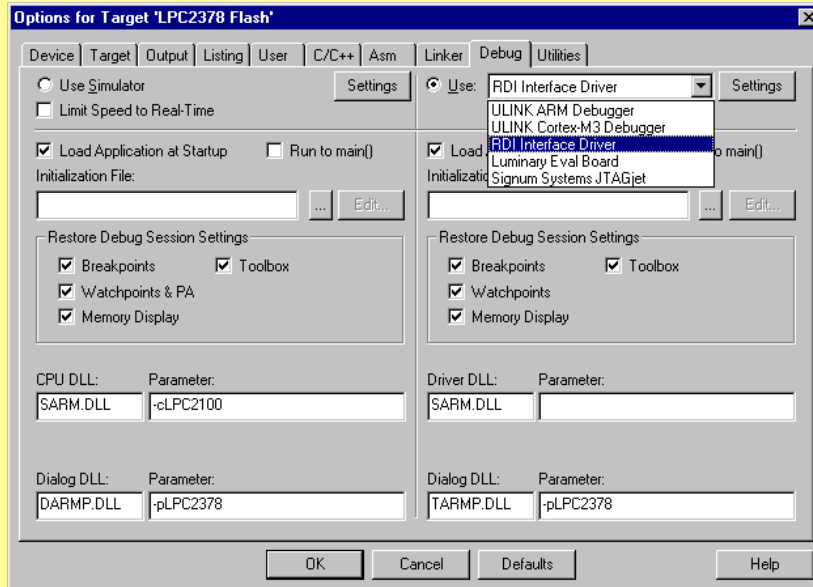 Options for Target 'LPC2378 Flash'
Device Target Output Listing User C/C++ Asm Linker Debug Utilities
Use Simulator Settings
Limit Speed to Real-Time
Use: RDI Interface Driver Settings
ULINK ARM Debugger
ULINK Cortex-M3 Debugger
RDI Interface Driver
Luminary Eval Board
Signum Systems JTAGjet
Load Application at Startup Run to main()
Initialization File:
... Edit...
Restore Debug Session Settings
Breakpoints Toolbox
Watchpoints & PA
Memory Display
CPU DLL: Parameter:
SARM.DLL -cLPC2100
Dialog DLL: Parameter:
DARMP.DLL -pLPC2378
Load o main()
Initializatio
... Edit...
Restore Debug Session Settings
Breakpoints Toolbox
Watchpoints
Memory Display
Driver DLL: Parameter:
SARM.DLL
Dialog DLL: Parameter:
TARMP.DLL -pLPC2378
OK Cancel Defaults Help